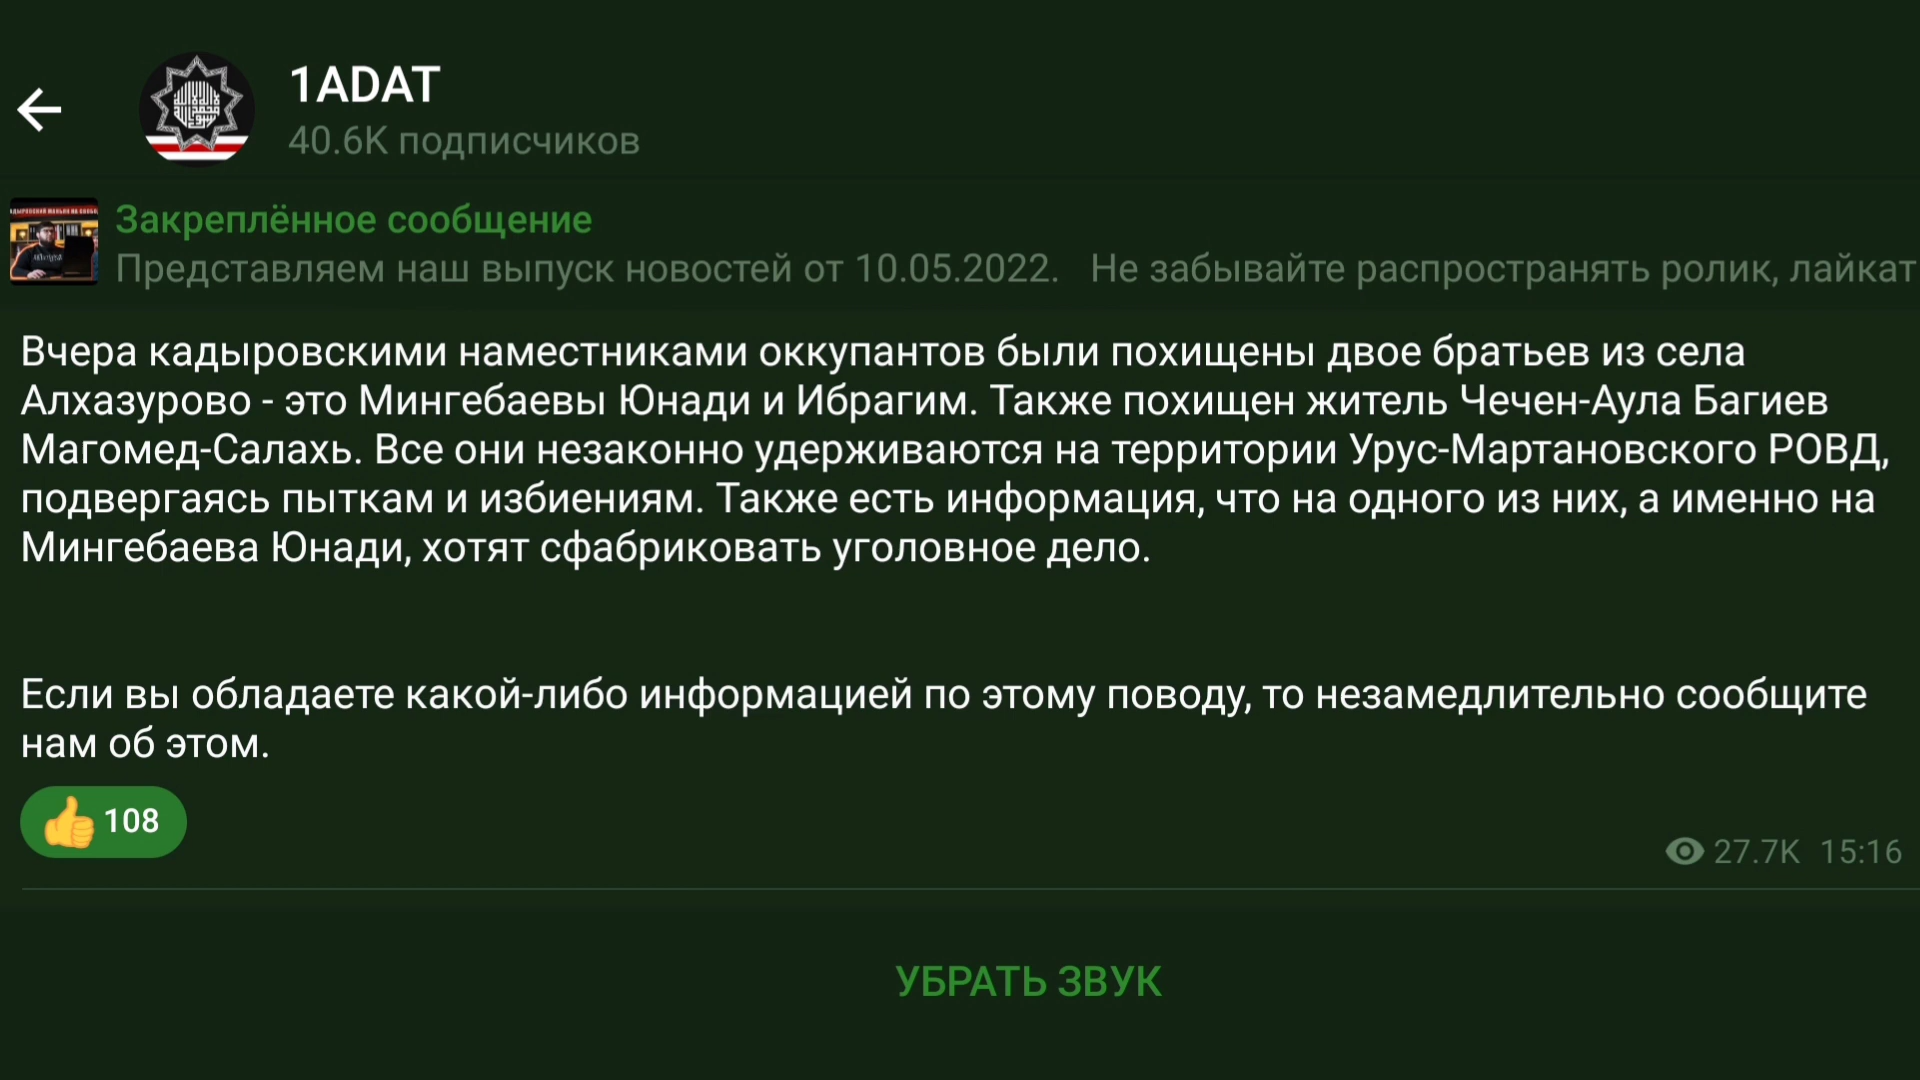 1ADAT
40.6K подписчиков
Закреплённое сообщение
Представляем наш выпуск новостей от 10.05.2022. Не забывайте распространять ролик, лайкат
Вчера кадыровскими наместниками оккупантов были похищены двое братьев из села
Алхазурово - это Мингебаевы Юнади и Ибрагим. Также похищен житель Чечен-Аула Багиев
Магомед-Салахь. Все они незаконно удерживаются на территории Урус-Мартановского РОВД,
подвергаясь пыткам и избиениям. Также есть информация, что на одного из них, а именно на
Мингебаева Юнади, хотят сфабриковать уголовное дело.
Если вы обладаете какой-либо информацией по этому поводу, то незамедлительно сообщите
нам об этом.
👍 108
27.7K 15:16
УБРАТЬ ЗВУК